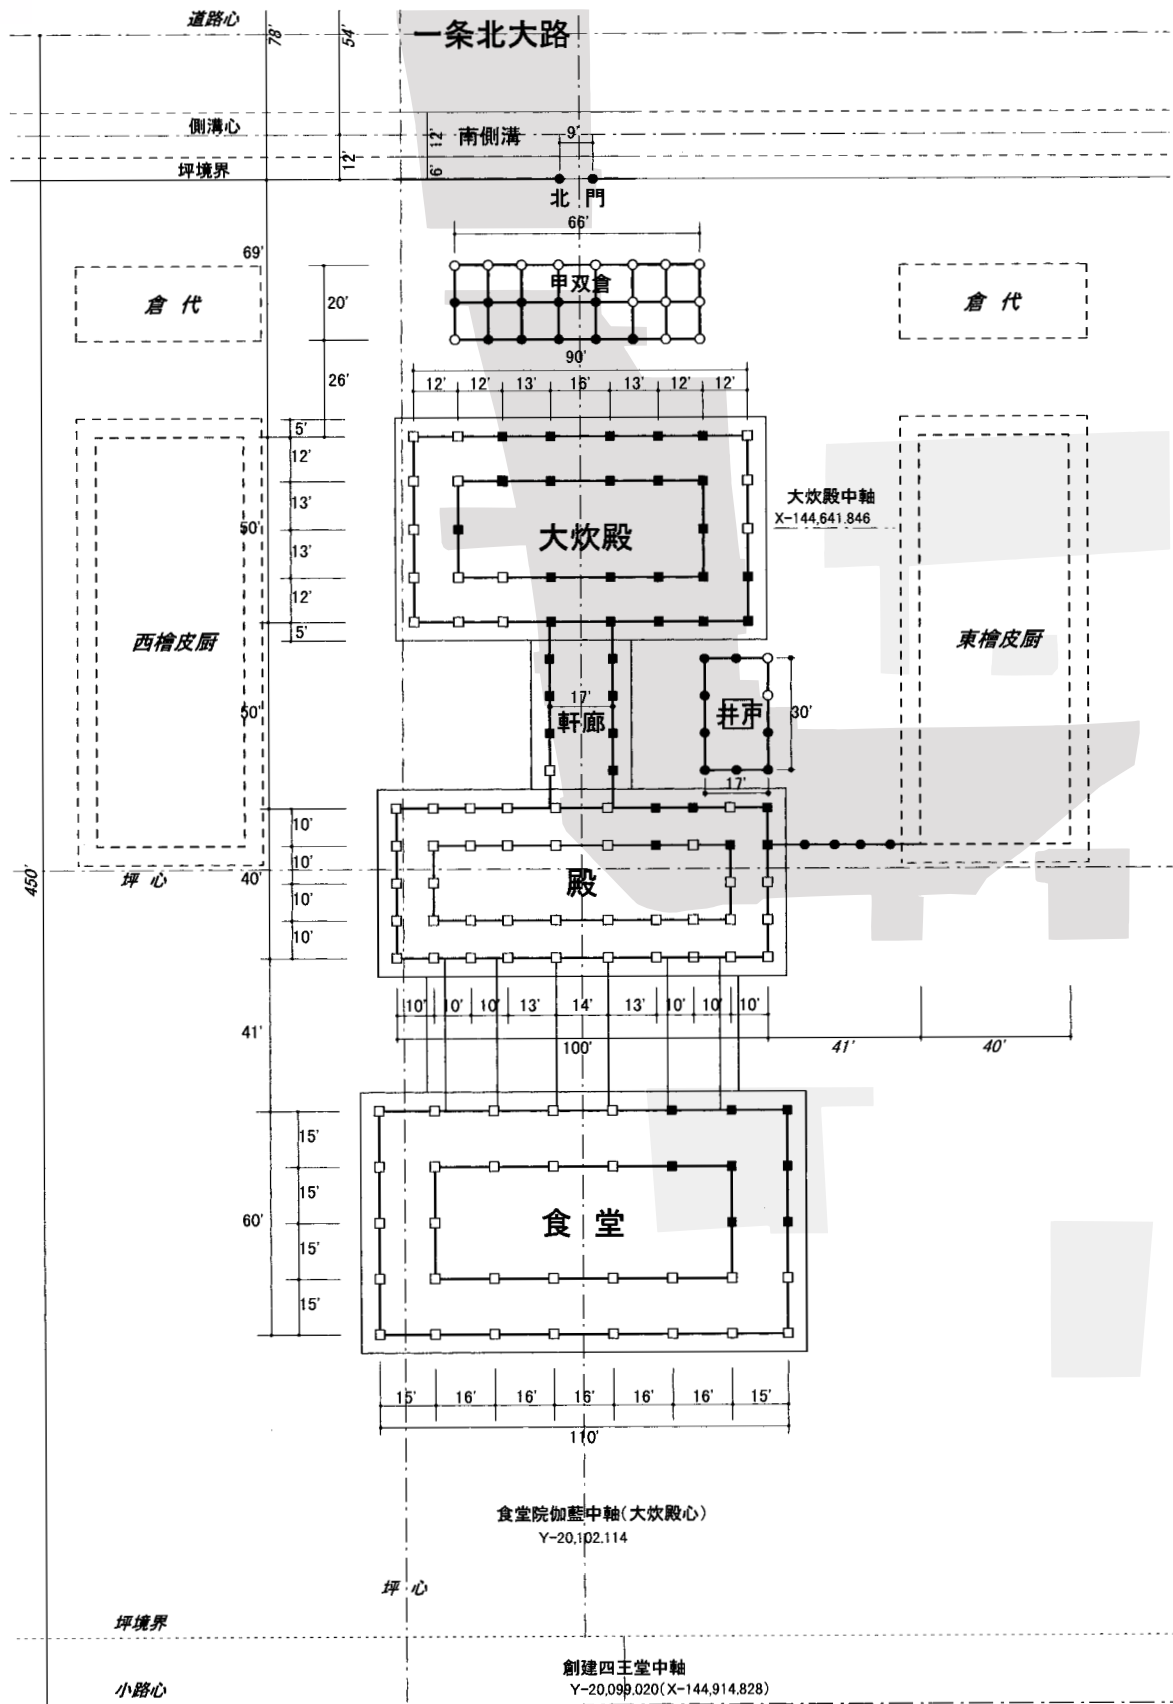 道路心
78'
54'
一条北大路
側溝心
12'
南側溝
9'
坪境界
12'
6'
北 門
66'
69'
甲双倉
倉 代
20'
倉 代
26'
90'
12'
12'
13'
16'
13'
12'
12'
5'
12'
13'
50'
13'
12'
5'
大炊殿
大炊殿中軸
X-144,641.846
西檜皮厨
東檜皮厨
50'
17'
軒廊
井戸
30'
17'
10'
10'
10'
10'
40'
450'
坪 心
殿
10'
10'
10'
13'
14'
13'
10'
10'
10'
41'
100'
41'
40'
15'
15'
15'
15'
60'
食 堂
15'
16'
16'
16'
16'
16'
15'
110'
食堂院伽藍中軸(大炊殿心)
Y-20,102.114
坪 心
坪境界
創建四王堂中軸
Y-20,099.020(X-144,914.828)
小路心